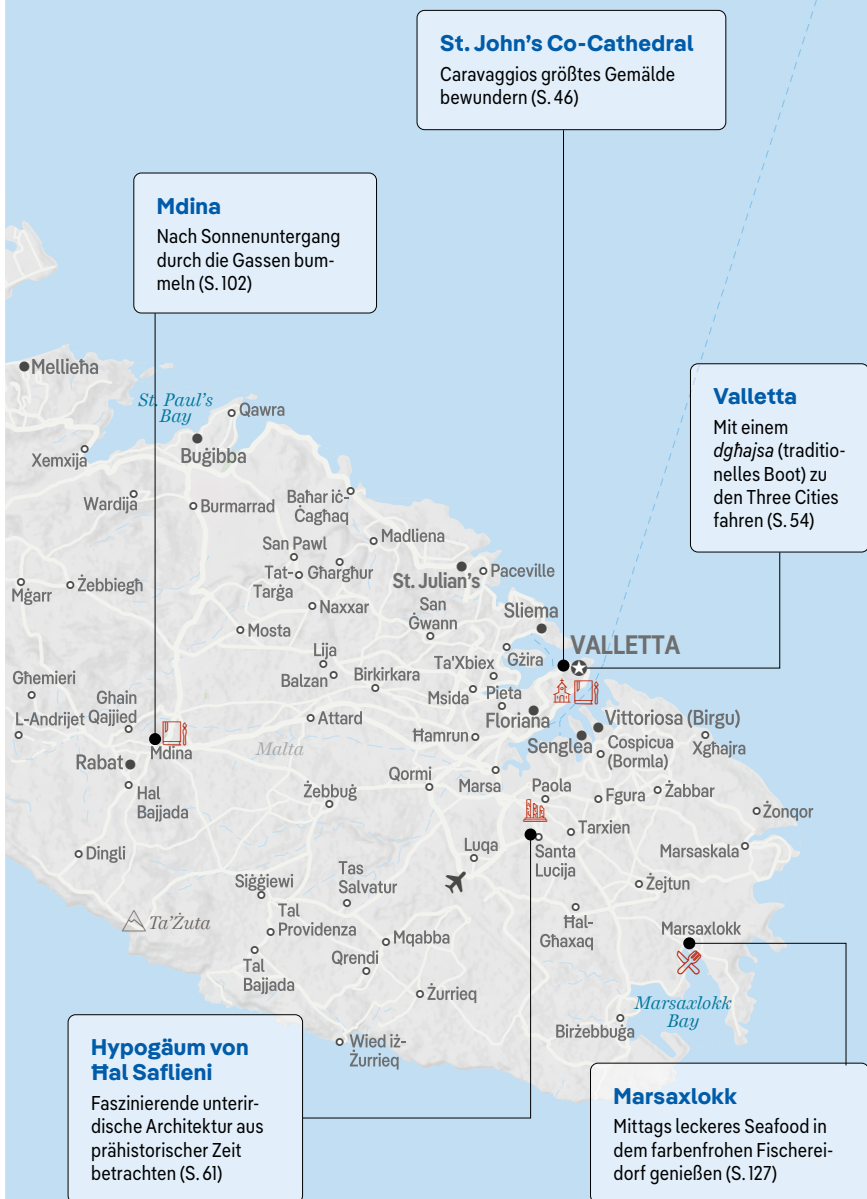 St. John's Co-Cathedral
Caravaggios größtes Gemälde
bewundern (S. 46)
Mdina
Nach Sonnenuntergang
durch die Gassen bum-
meln (S. 102)
Valletta
Mit einem
dgħajsa (traditio-
nelles Boot) zu
den Three Cities
fahren (S. 54)
Mellieħa
St. Paul's
Bay
Qawra
Xemxija
Buġibba
Wardija
Burmarrad
Baħar iċ-
Ċagħaq
Madliena
San Pawl
Tat-
Tarġa
Għargħur
St. Julian's
Paceville
Mġarr
Żebbiegħ
Naxxar
San
Ġwann
Sliema
Mosta
VALLETTA
Lija
Balzan
Birkirkara
Ta'Xbiex
Gżira
Għemieri
Għain
Qajjied
Msida
Pieta
L-Andrijet
Attard
Floriana
Vittoriosa (Birgu)
Mdina
Malta
Ħamrun
Senglea
Cospicua
(Bormla)
Xgħajra
Rabat
Qormi
Marsa
Paola
Hal
Bajjada
Żebbuġ
Fgura
Żabbar
Żonqor
Tarxien
Dingli
Luqa
Santa
Lucija
Marsaskala
Siġġiewi
Tas
Salvatur
Żejtun
Ta'Żuta
Tal
Providenza
Mqabba
Ħal-
Għaxaq
Marsaxlokk
Tal
Bajjada
Qrendi
Żurrieq
Marsaxlokk
Bay
Birżebbuġa
Wied iż-
Żurrieq
Hypogäum von
Ħal Saflieni
Faszinierende unterir-
dische Architektur aus
prähistorischer Zeit
betrachten (S. 61)
Marsaxlokk
Mittags leckeres Seafood in
dem farbenfrohen Fischerei-
dorf genießen (S. 127)